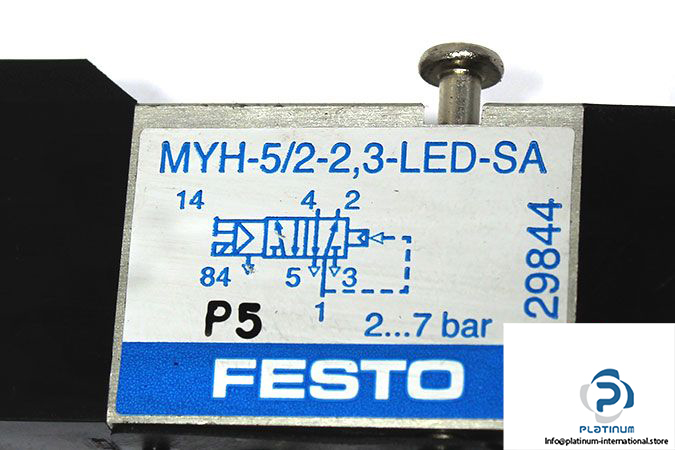 MYH-5/2-2,3-LED-SA
14 4 2
84 5 3
1
P5 2...7 bar
29844
FESTO
PLATINUM
Info@platinum-international.store